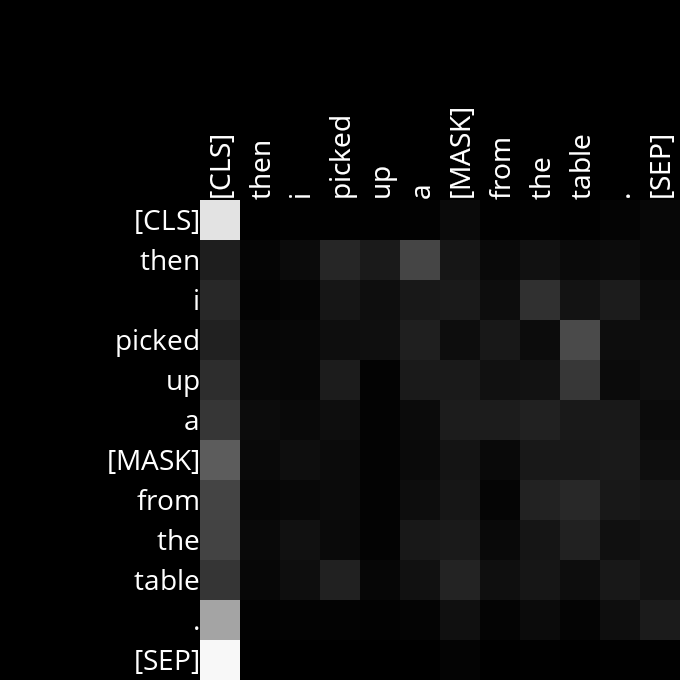 [CLS] then i picked up a [MASK] from the table . [SEP]
[CLS]
then
i
picked
up
a
[MASK]
from
the
table
.
[SEP]